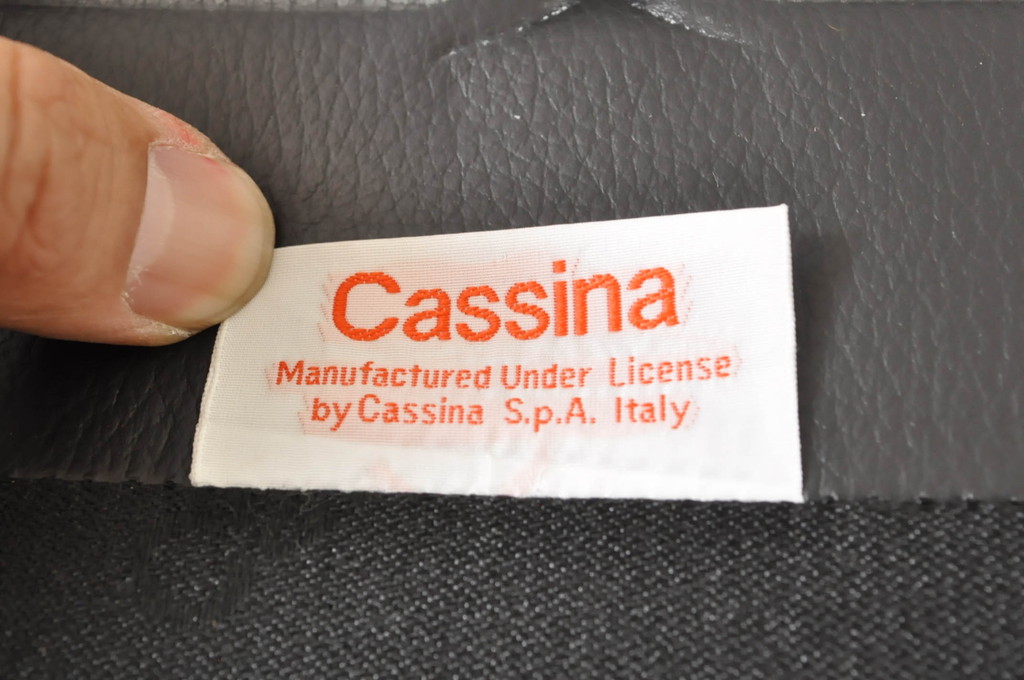 Cassina
Manufactured Under License
by Cassina S.p.A. Italy